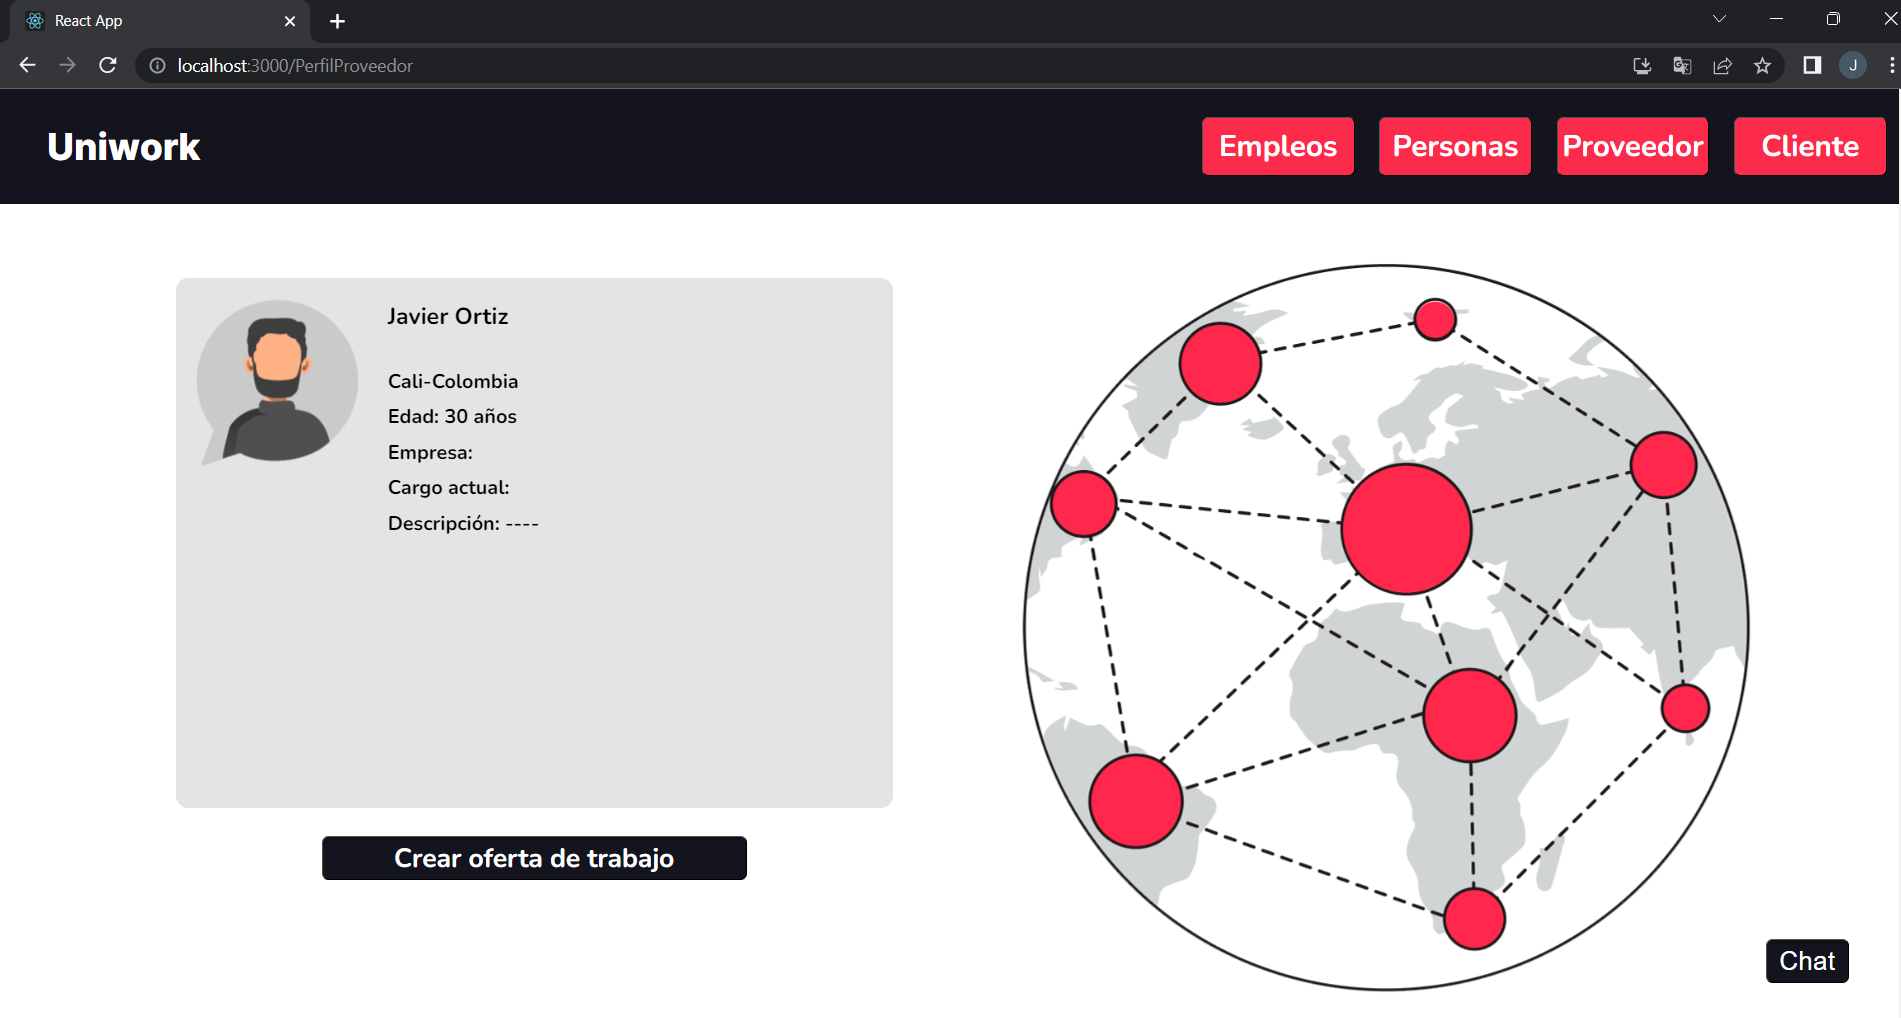 React App
localhost:3000/PerfilProveedor
J
Uniwork
Empleos
Personas
Proveedor
Cliente
Javier Ortiz
Cali-Colombia
Edad: 30 años
Empresa:
Cargo actual:
Descripción: ----
Crear oferta de trabajo
Chat